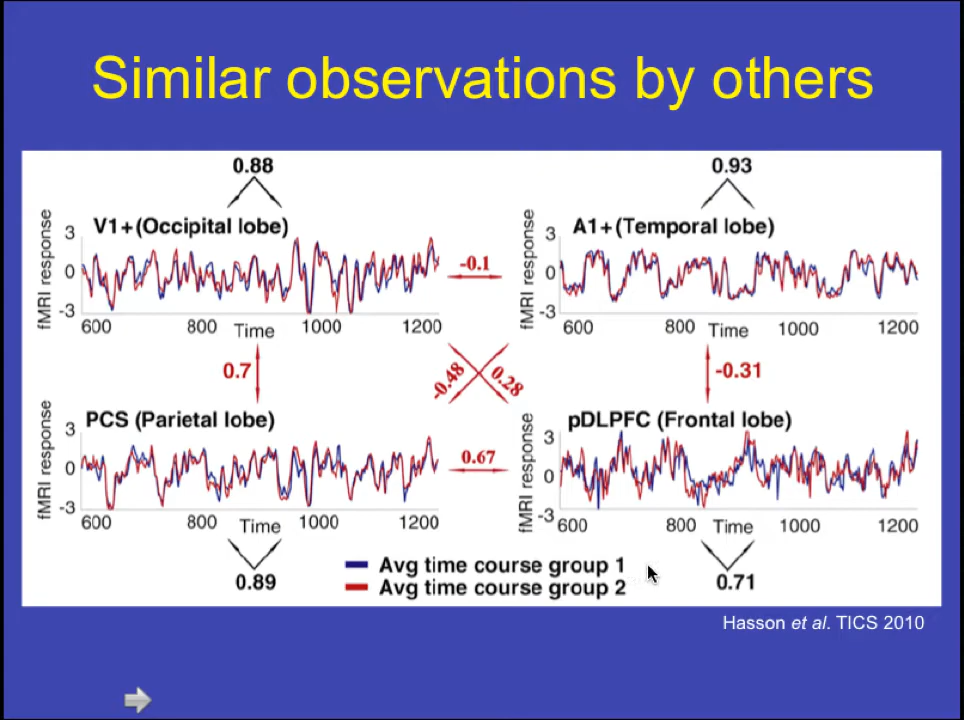 Similar observations by others
0.88
0.93
V1+(Occipital lobe)
A1+(Temporal lobe)
fMRI response
3
0
-3
600
800
Time
1000
1200
-0.1
fMRI response
3
0
-3
600
800
Time
1000
1200
0.7
-0.48
0.28
-0.31
PCS (Parietal lobe)
pDLPFC (Frontal lobe)
fMRI response
3
0
-3
600
800
Time
1000
1200
0.67
fMRI response
3
0
-3
600
800
Time
1000
1200
0.89
Avg time course group 1
Avg time course group 2
0.71
Hasson et al. TICS 2010